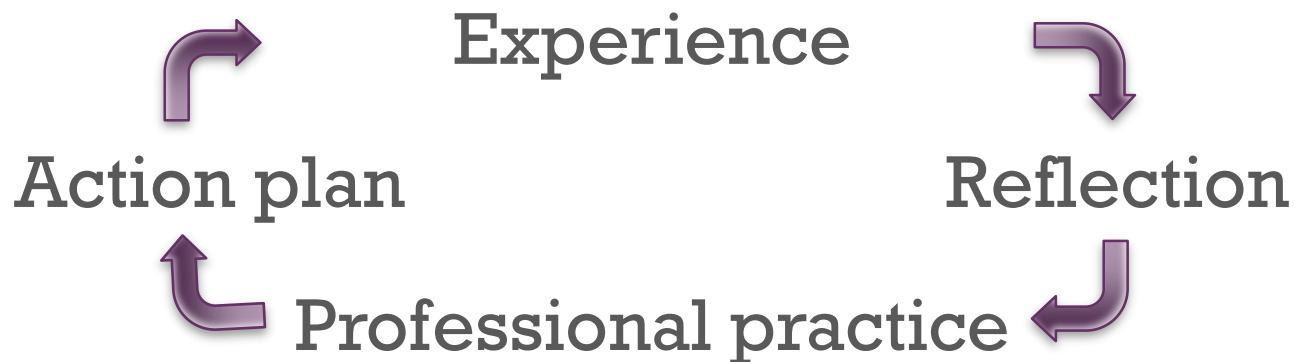 Experience
Action plan
Reflection
Professional practice